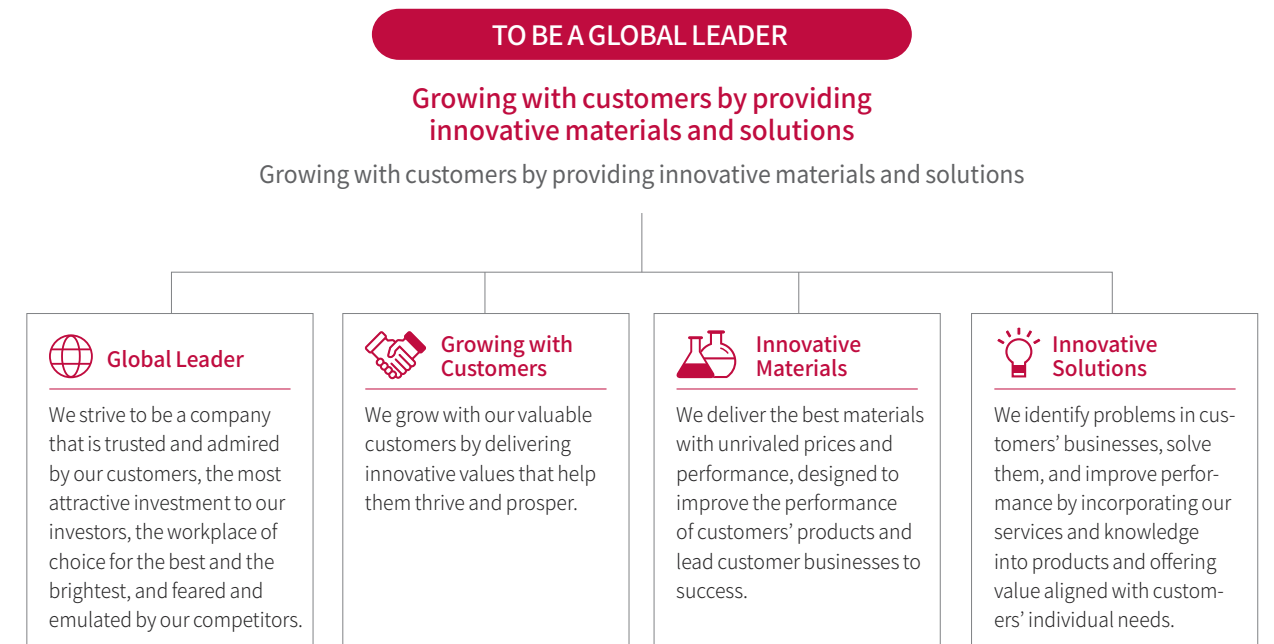 TO BE A GLOBAL LEADER
Growing with customers by providing
innovative materials and solutions
Growing with customers by providing innovative materials and solutions
Global Leader
We strive to be a company
that is trusted and admired
by our customers, the most
attractive investment to our
investors, the workplace of
choice for the best and the
brightest, and feared and
emulated by our competitors.
Growing with
Customers
We grow with our valuable
customers by delivering
innovative values that help
them thrive and prosper.
Innovative
Materials
We deliver the best materials
with unrivaled prices and
performance, designed to
improve the performance
of customers’ products and
lead customer businesses to
success.
Innovative
Solutions
We identify problems in cus-
tomers’ businesses, solve
them, and improve perfor-
mance by incorporating our
services and knowledge
into products and offering
value aligned with custom-
ers’ individual needs.